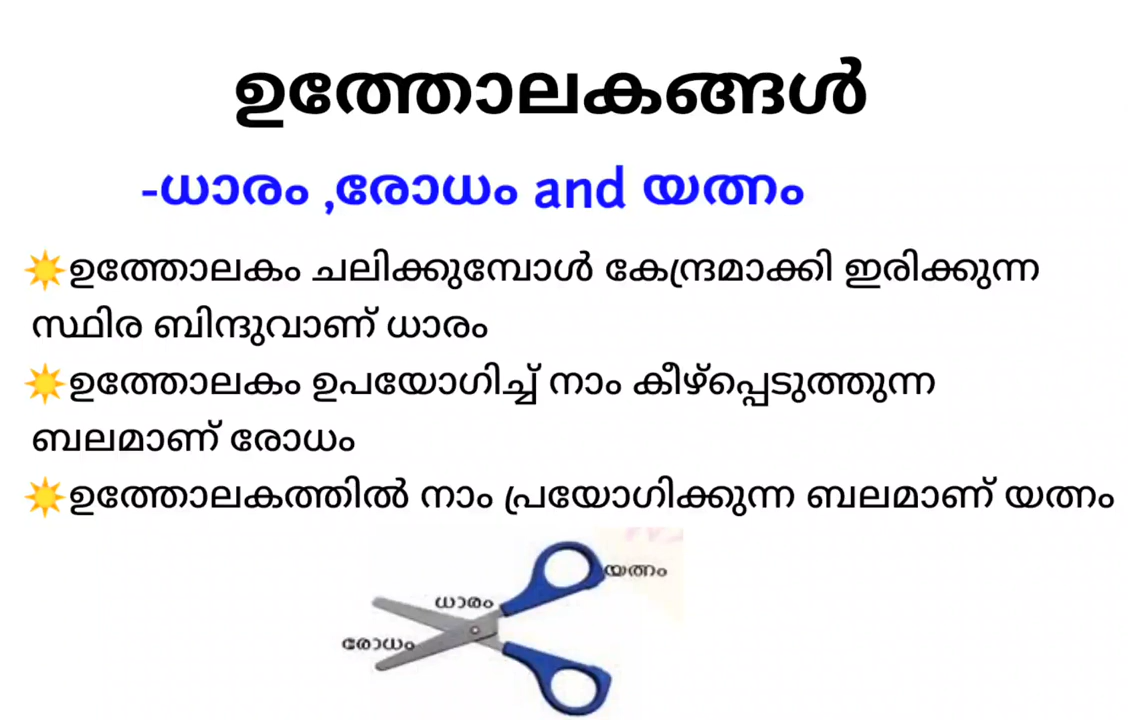 ഉത്തോലകങ്ങൾ
-ധാരം ,രോധം and യത്നം
☀️ഉത്തോലകം ചലിക്കുമ്പോൾ കേന്ദ്രമാക്കി ഇരിക്കുന്ന
സ്ഥിര ബിന്ദുവാണ് ധാരം
☀️ഉത്തോലകം ഉപയോഗിച്ച് നാം കീഴ്പ്പെടുത്തുന്ന
ബലമാണ് രോധം
☀️ഉത്തോലകത്തിൽ നാം പ്രയോഗിക്കുന്ന ബലമാണ് യത്നം
യത്നം
ധാരം
രോധം